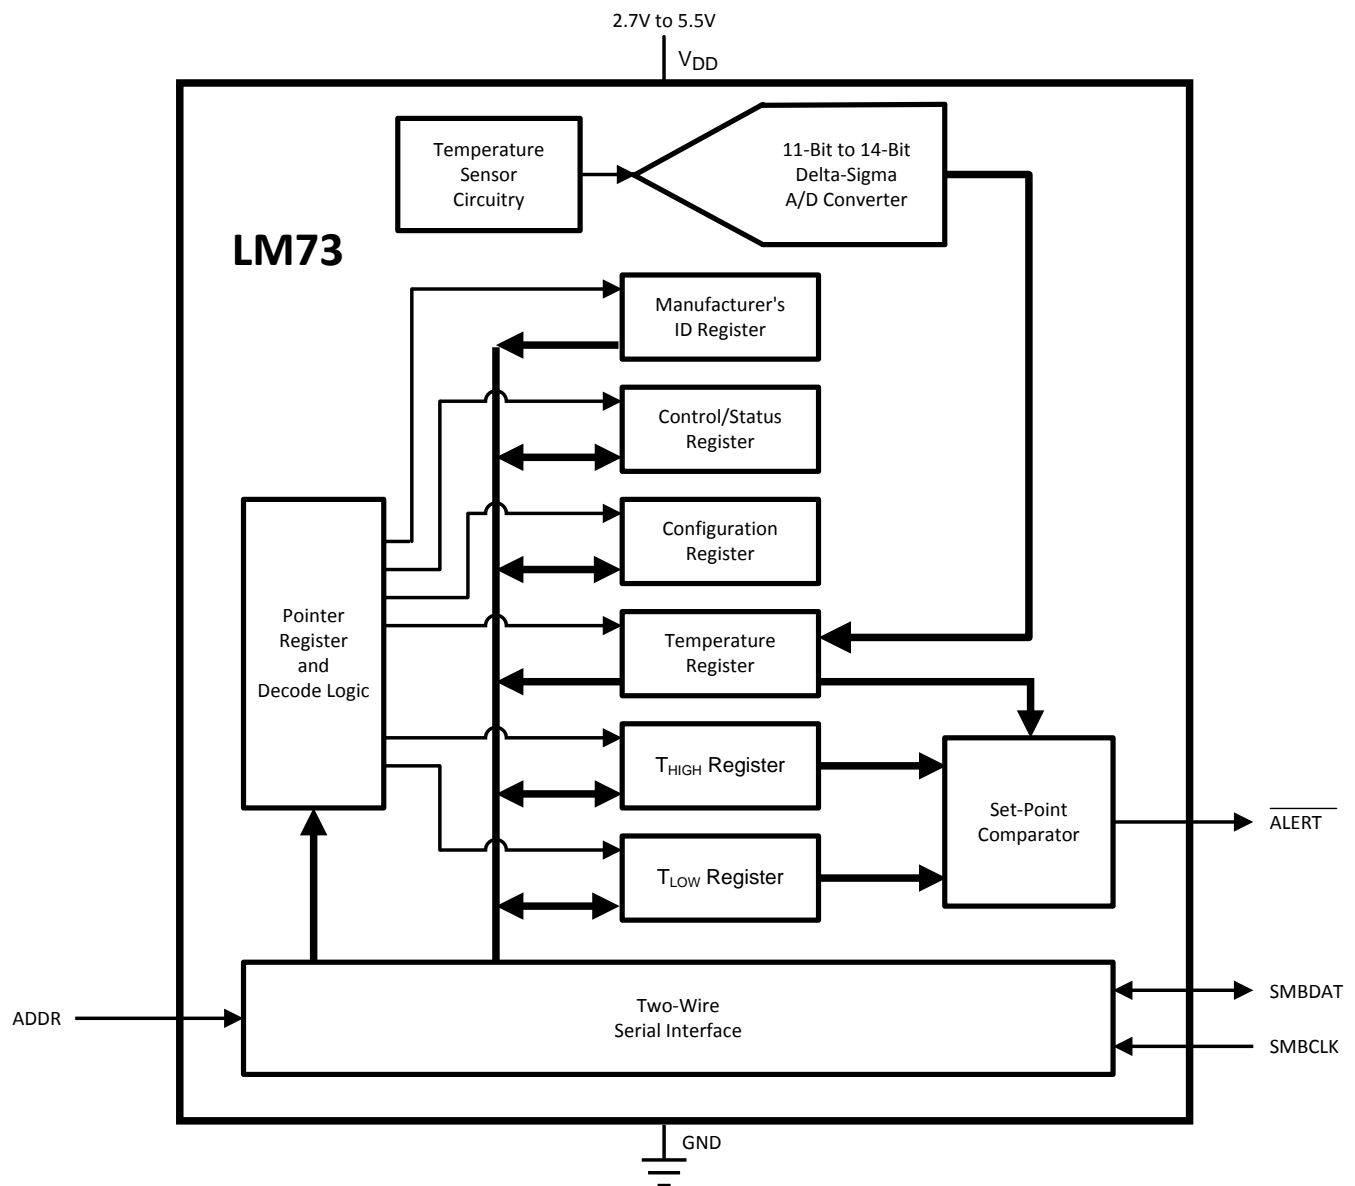 2.7V to 5.5V
VDD
Temperature
Sensor
Circuitry
11-Bit to 14-Bit
Delta-Sigma
A/D Converter
LM73
Manufacturer's
ID Register
Control/Status
Register
Configuration
Register
Pointer
Register
and
Decode Logic
Temperature
Register
THIGH Register
TLOW Register
Set-Point
Comparator
ALERT
Two-Wire
Serial Interface
ADDR
SMBDAT
SMBCLK
GND